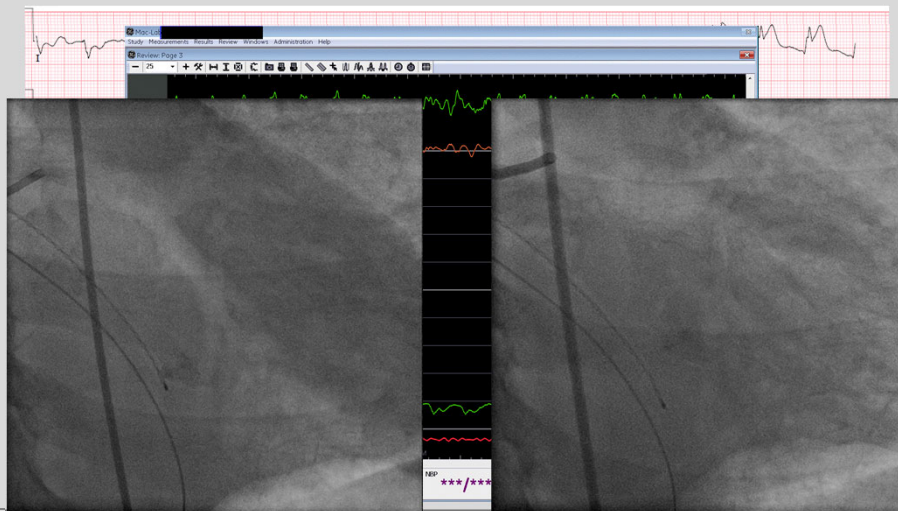 Mac-Lab
Study Measurements Results Review Windows Administration Help
Review: Page 3
25
I
NBP
***/***